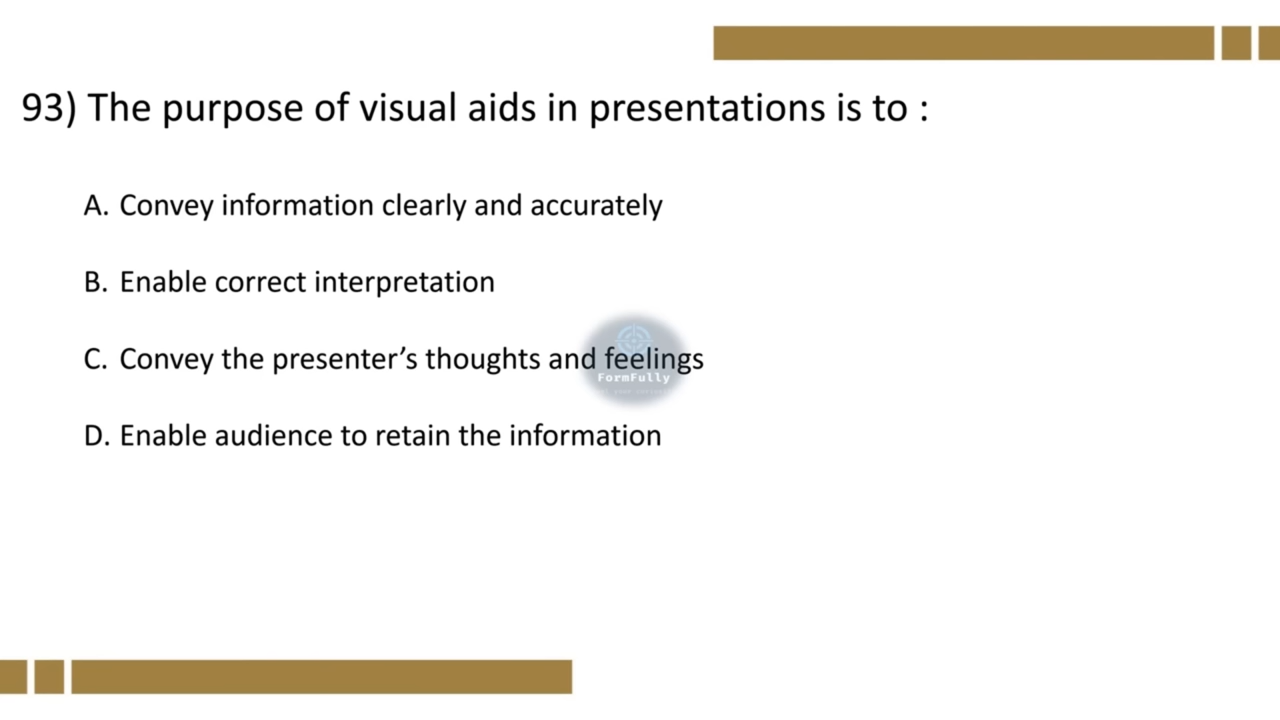 93) The purpose of visual aids in presentations is to :
A. Convey information clearly and accurately
B. Enable correct interpretation
C. Convey the presenter’s thoughts and feelings
FormFully
D. Enable audience to retain the information